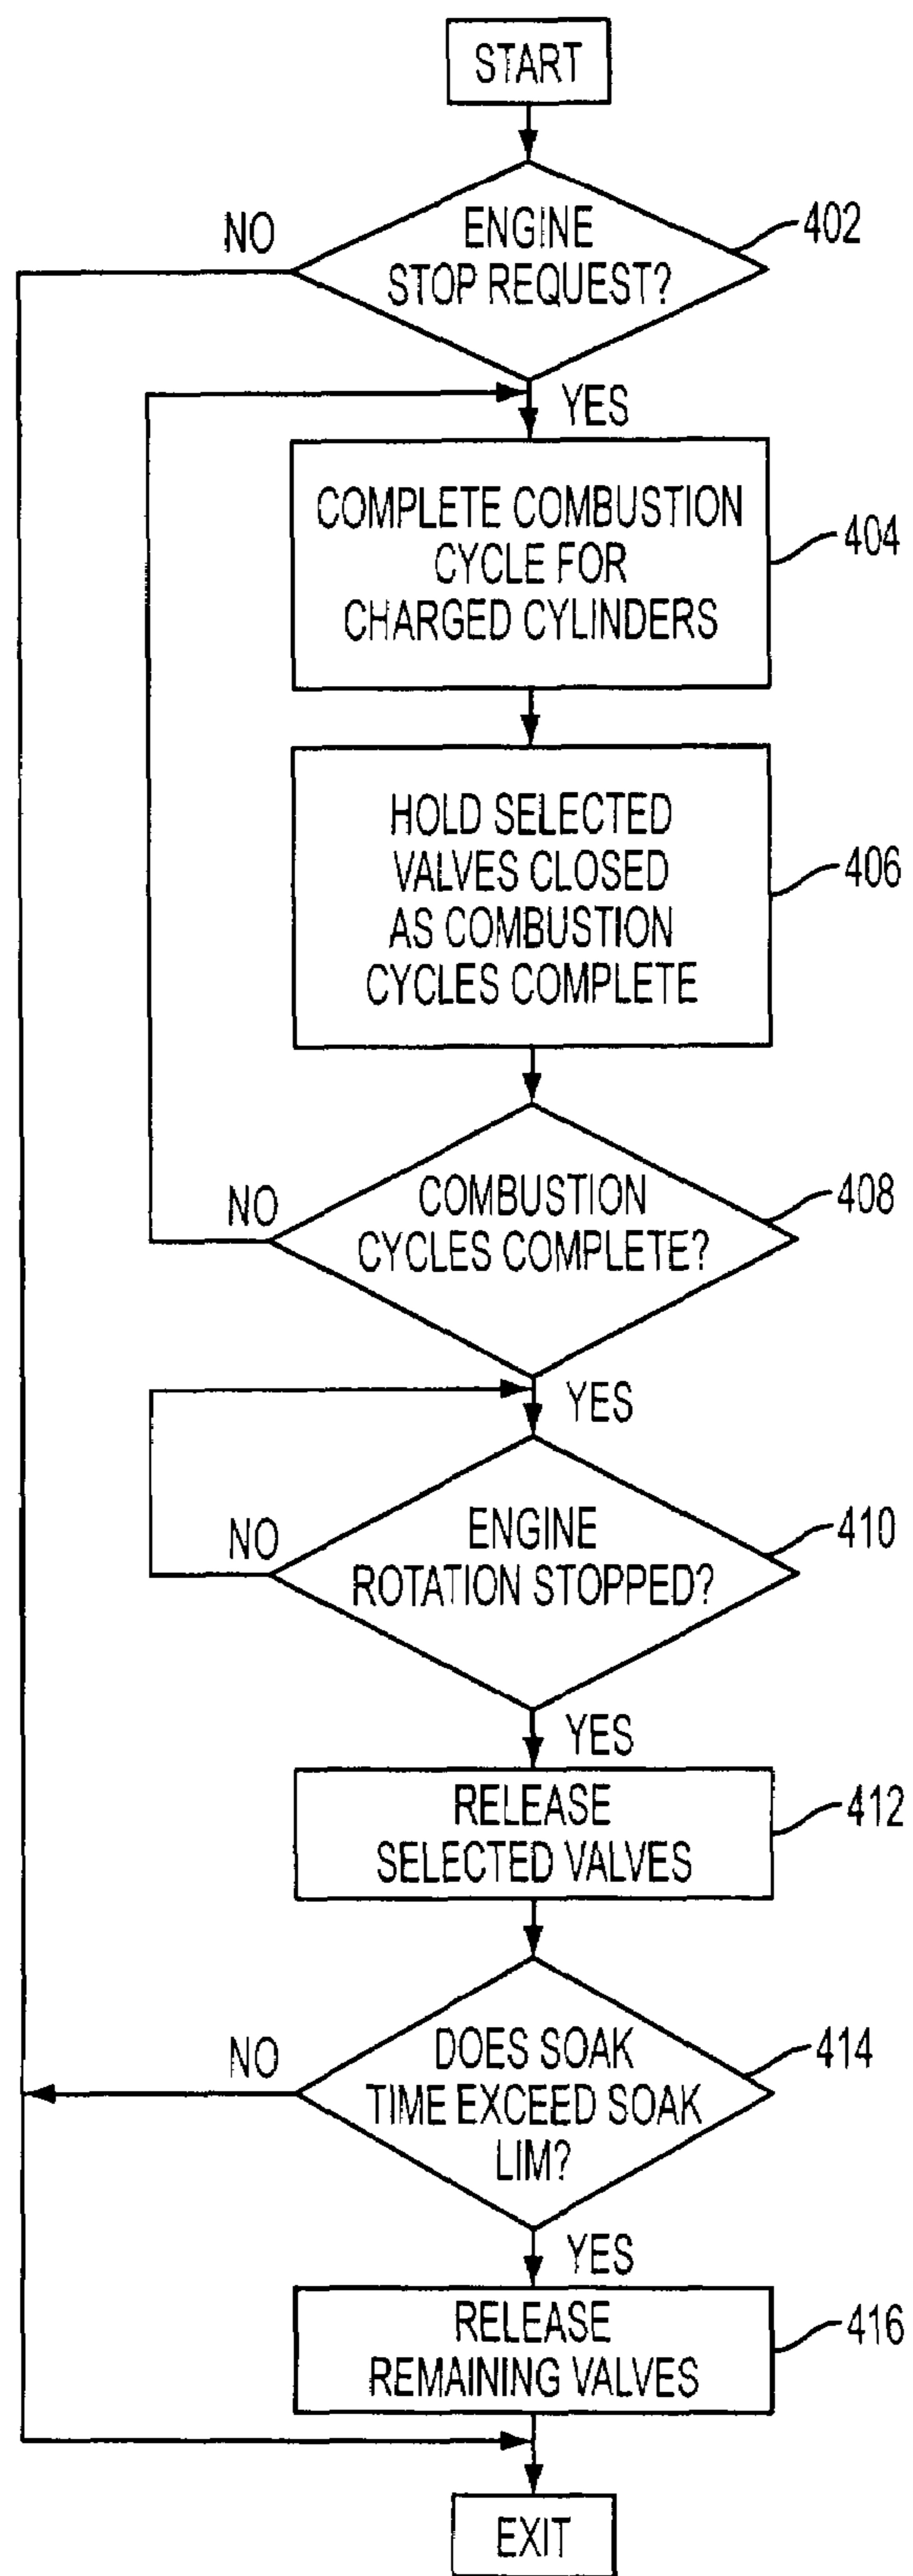 START
NO
ENGINE
STOP REQUEST?
402
YES
COMPLETE COMBUSTION
CYCLE FOR
CHARGED CYLINDERS
404
HOLD SELECTED
VALVES CLOSED
AS COMBUSTION
CYCLES COMPLETE
406
NO
COMBUSTION
CYCLES COMPLETE?
408
YES
NO
ENGINE
ROTATION STOPPED?
410
YES
RELEASE
SELECTED VALVES
412
NO
DOES SOAK
TIME EXCEED SOAK
LIM?
414
YES
RELEASE
REMAINING VALVES
416
EXIT